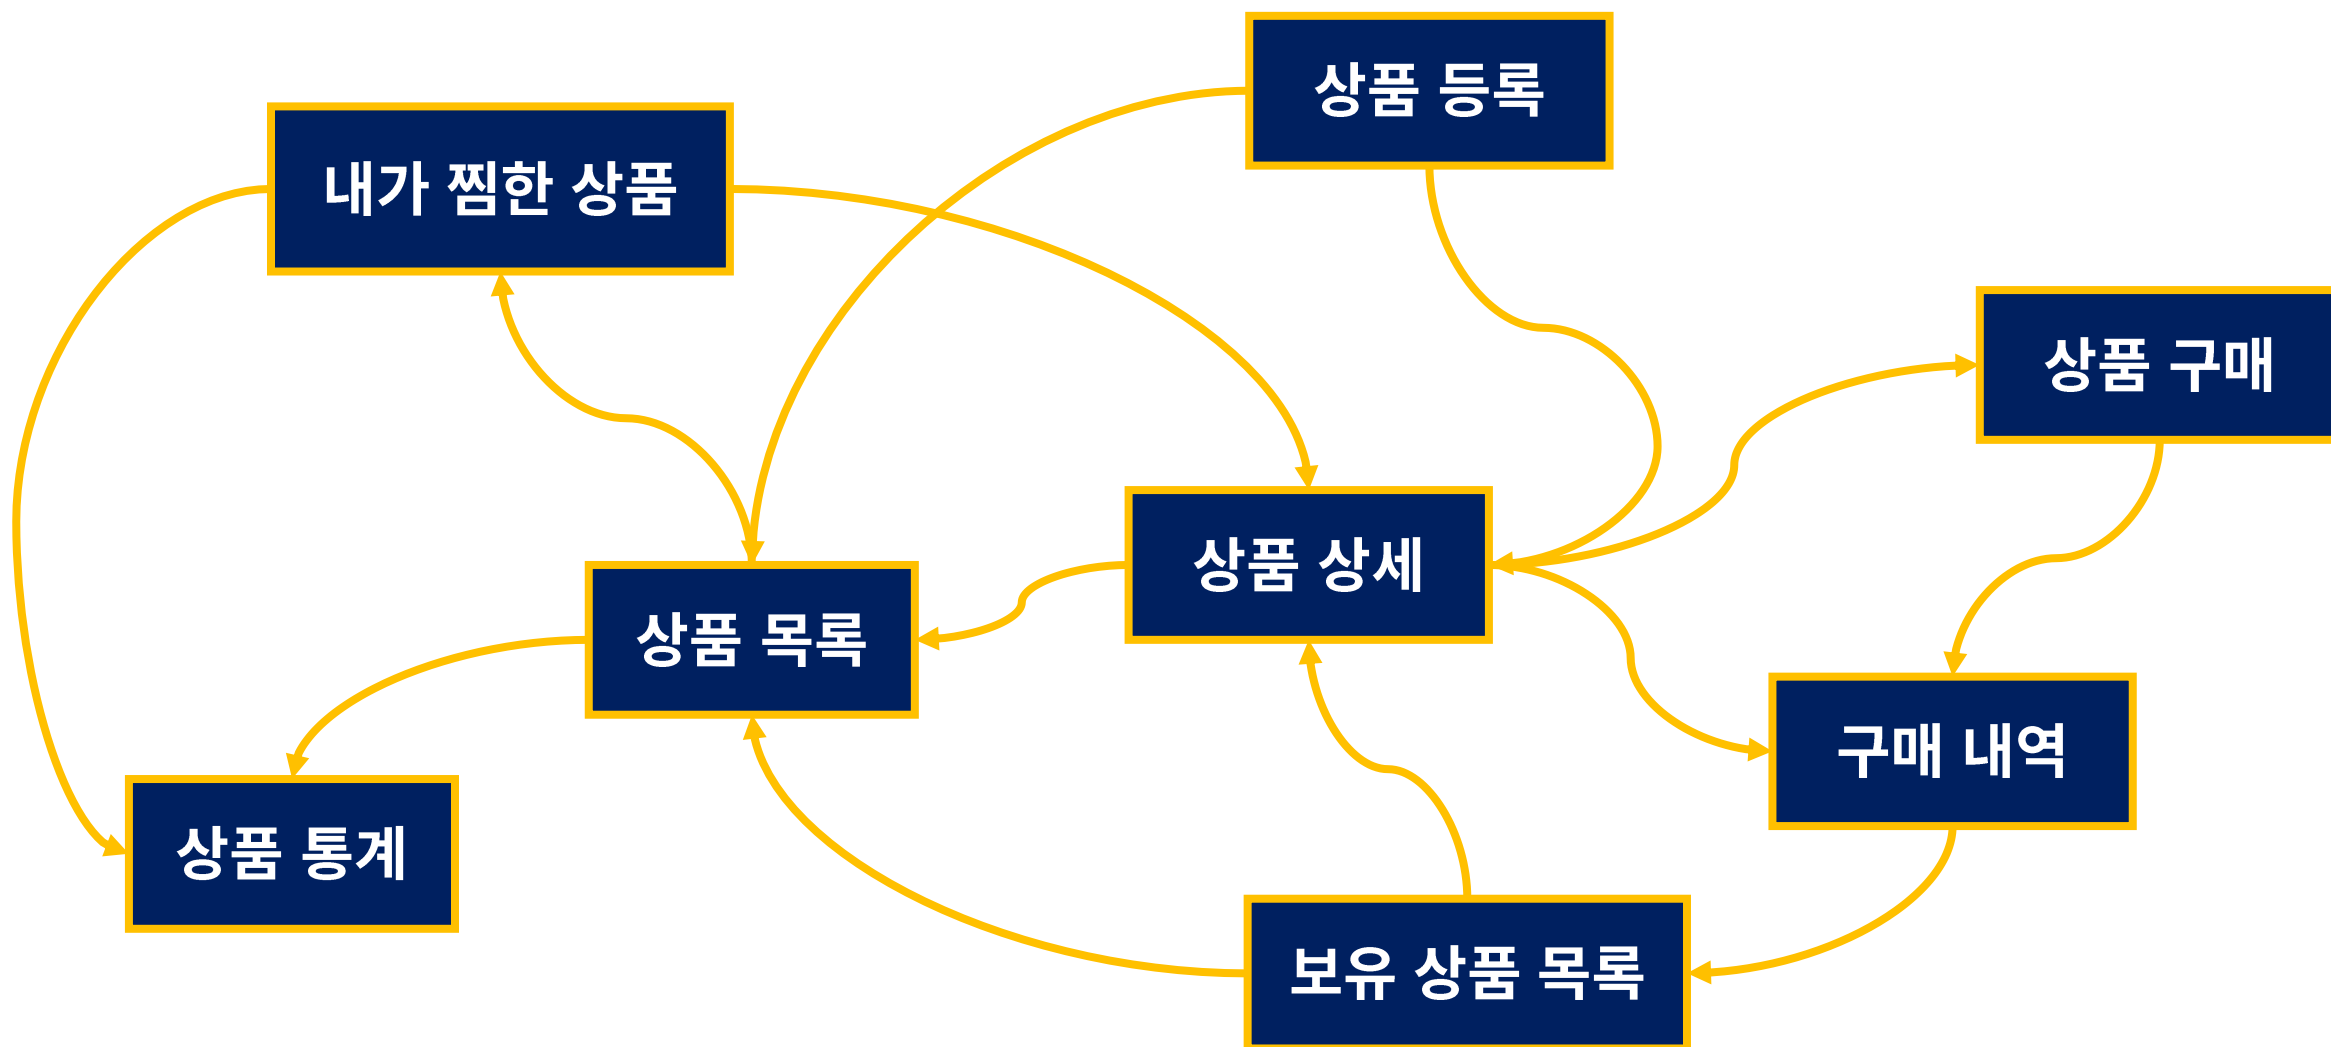 상품 등록
내가 찜한 상품
상품 구매
상품 상세
상품 목록
구매 내역
상품 통계
보유 상품 목록